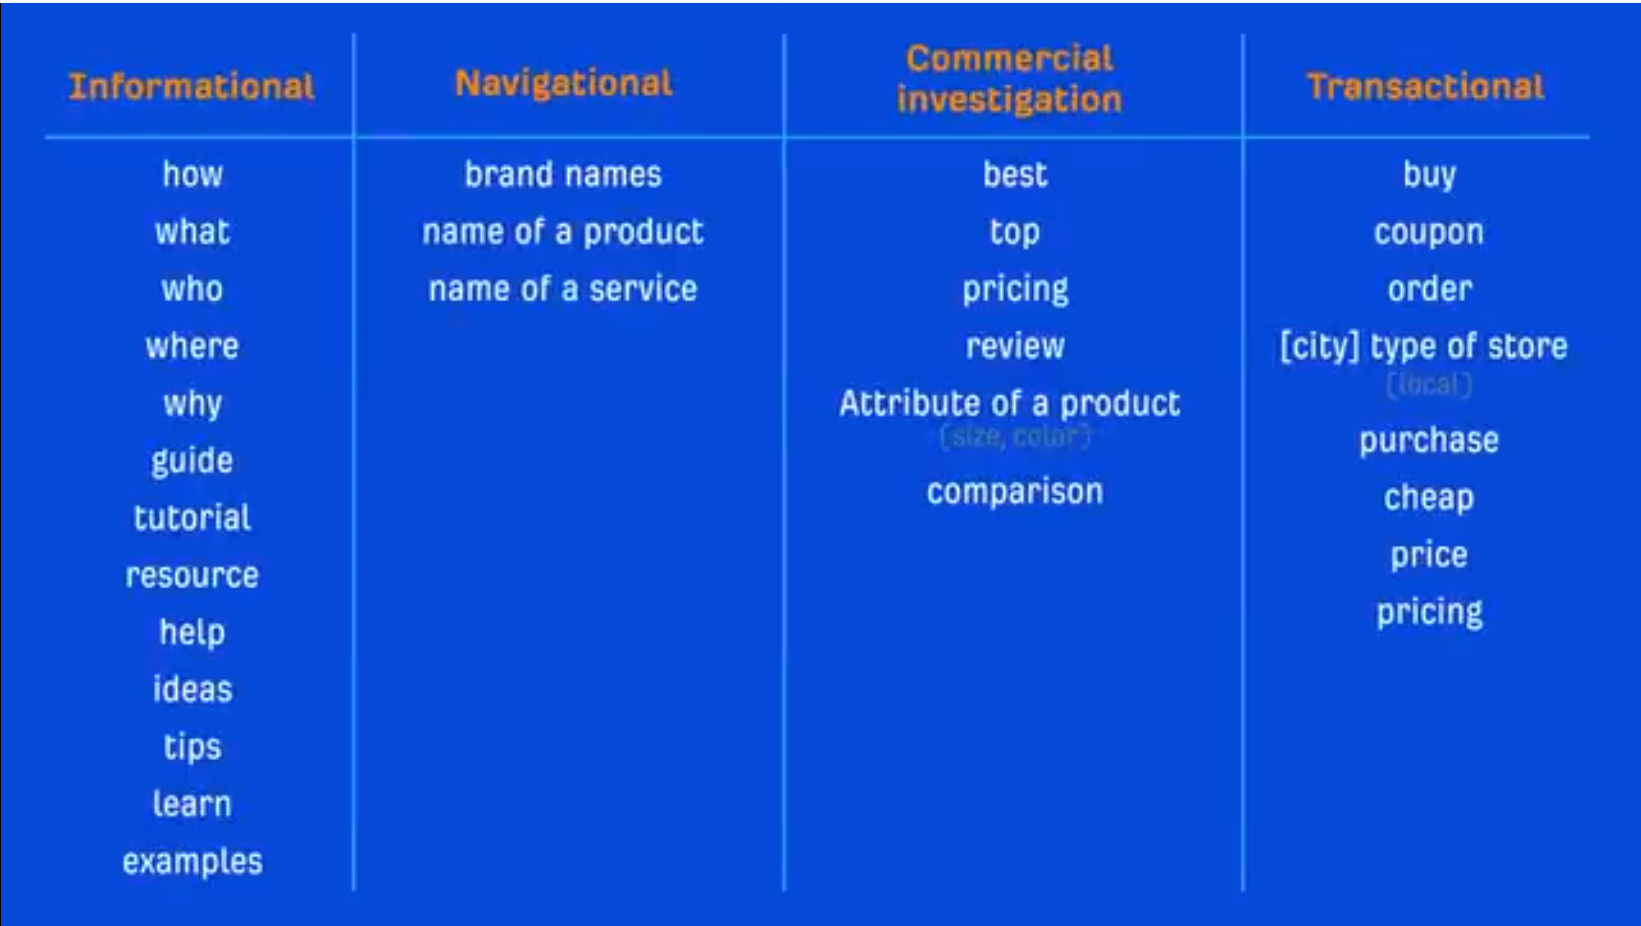 Informational
Navigational
Commercial
investigation
Transactional
how
what
who
where
why
guide
tutorial
resource
help
ideas
tips
learn
examples
brand names
name of a product
name of a service
best
top
pricing
review
Attribute of a product
(size, color)
comparison
buy
coupon
order
[city] type of store
(local)
purchase
cheap
price
pricing